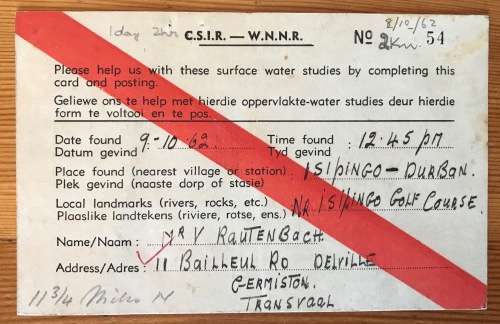 1 day 2hrs
8/10/62
C.S.I.R. — W.N.N.R.
No 54
2km
Please help us with these surface water studies by completing this
card and posting.
Geliewe ons te help met hierdie oppervlakte-water studies deur hierdie
form te voltooi en te pos.
Date found 9-10-62. Time found : 12.45 PM
Datum gevind Tyd gevind
Place found (nearest village or station) : ISIPINGO - DURBAN.
Plek gevind (naaste dorp of stasie)
Local landmarks (rivers, rocks, etc.) NR. ISIPINGO GOLF COURSE.
Plaaslike landtekens (riviere, rotse, ens.)
Name/Naam : MR V RAUTENBACH
Address/Adres : 11 BAILLEUL RD DELVILLE
GERMISTON.
TRANSVAAL
11 3/4 Miles N